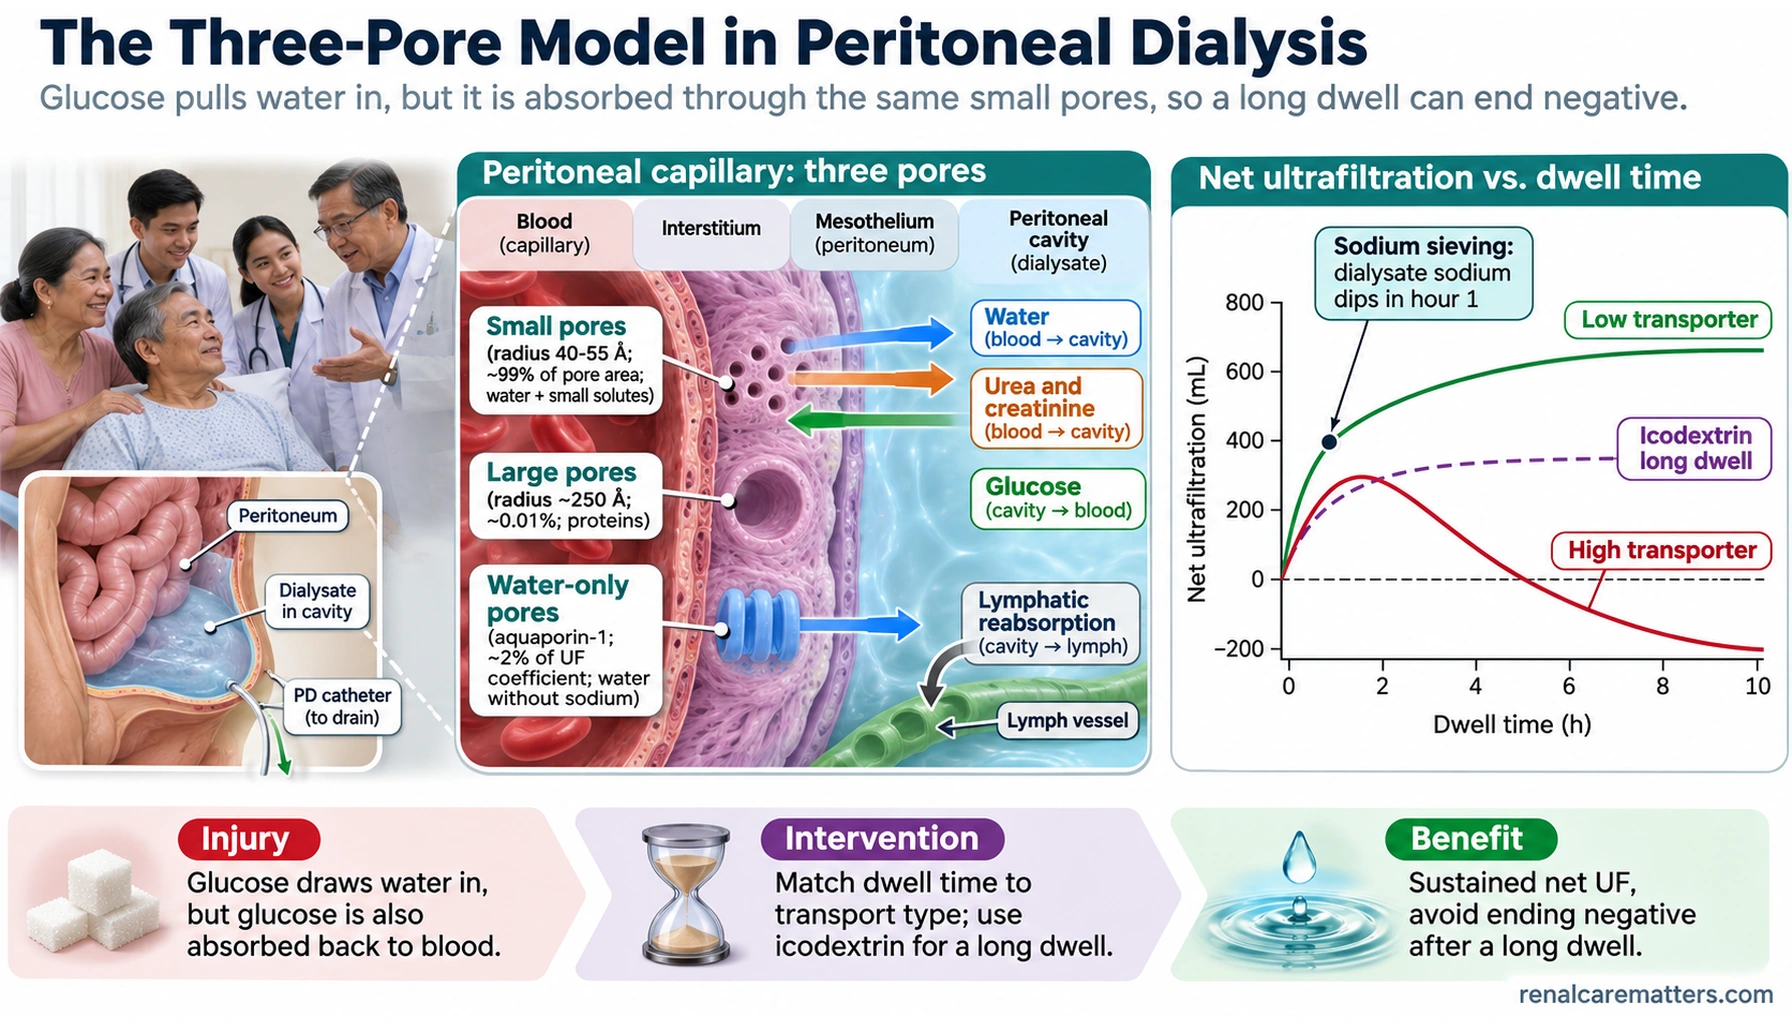 The Three-Pore Model in Peritoneal Dialysis
Glucose pulls water in, but it is absorbed through the same small pores, so a long dwell can end negative.
Peritoneum
Dialysate
in cavity
PD catheter
(to drain)
Peritoneal capillary: three pores
Blood
(capillary)
Interstitium
Mesothelium
(peritoneum)
Peritoneal
cavity
(dialysate)
Small pores
(radius 40-55 Å;
~99% of pore area;
water + small solutes)
Large pores
(radius ~250 Å;
~0.01%; proteins)
Water-only
pores
(aquaporin-1;
~2% of UF
coefficient; water
without sodium)
Water
(blood → cavity)
Urea and
creatinine
(blood → cavity)
Glucose
(cavity → blood)
Lymphatic
reabsorption
(cavity → lymph)
Lymph vessel
Net ultrafiltration vs. dwell time
Sodium sieving:
dialysate sodium
dips in hour 1
Low transporter
Icodextrin
long dwell
High transporter
Net ultrafiltration (mL)
800
600
400
200
0
−200
0 2 4 6 8 10
Dwell time (h)
Injury
Glucose draws water in,
but glucose is also
absorbed back to blood.
Intervention
Match dwell time to
transport type; use
icodextrin for a long dwell.
Benefit
Sustained net UF,
avoid ending negative
after a long dwell.
renalcarematters.com